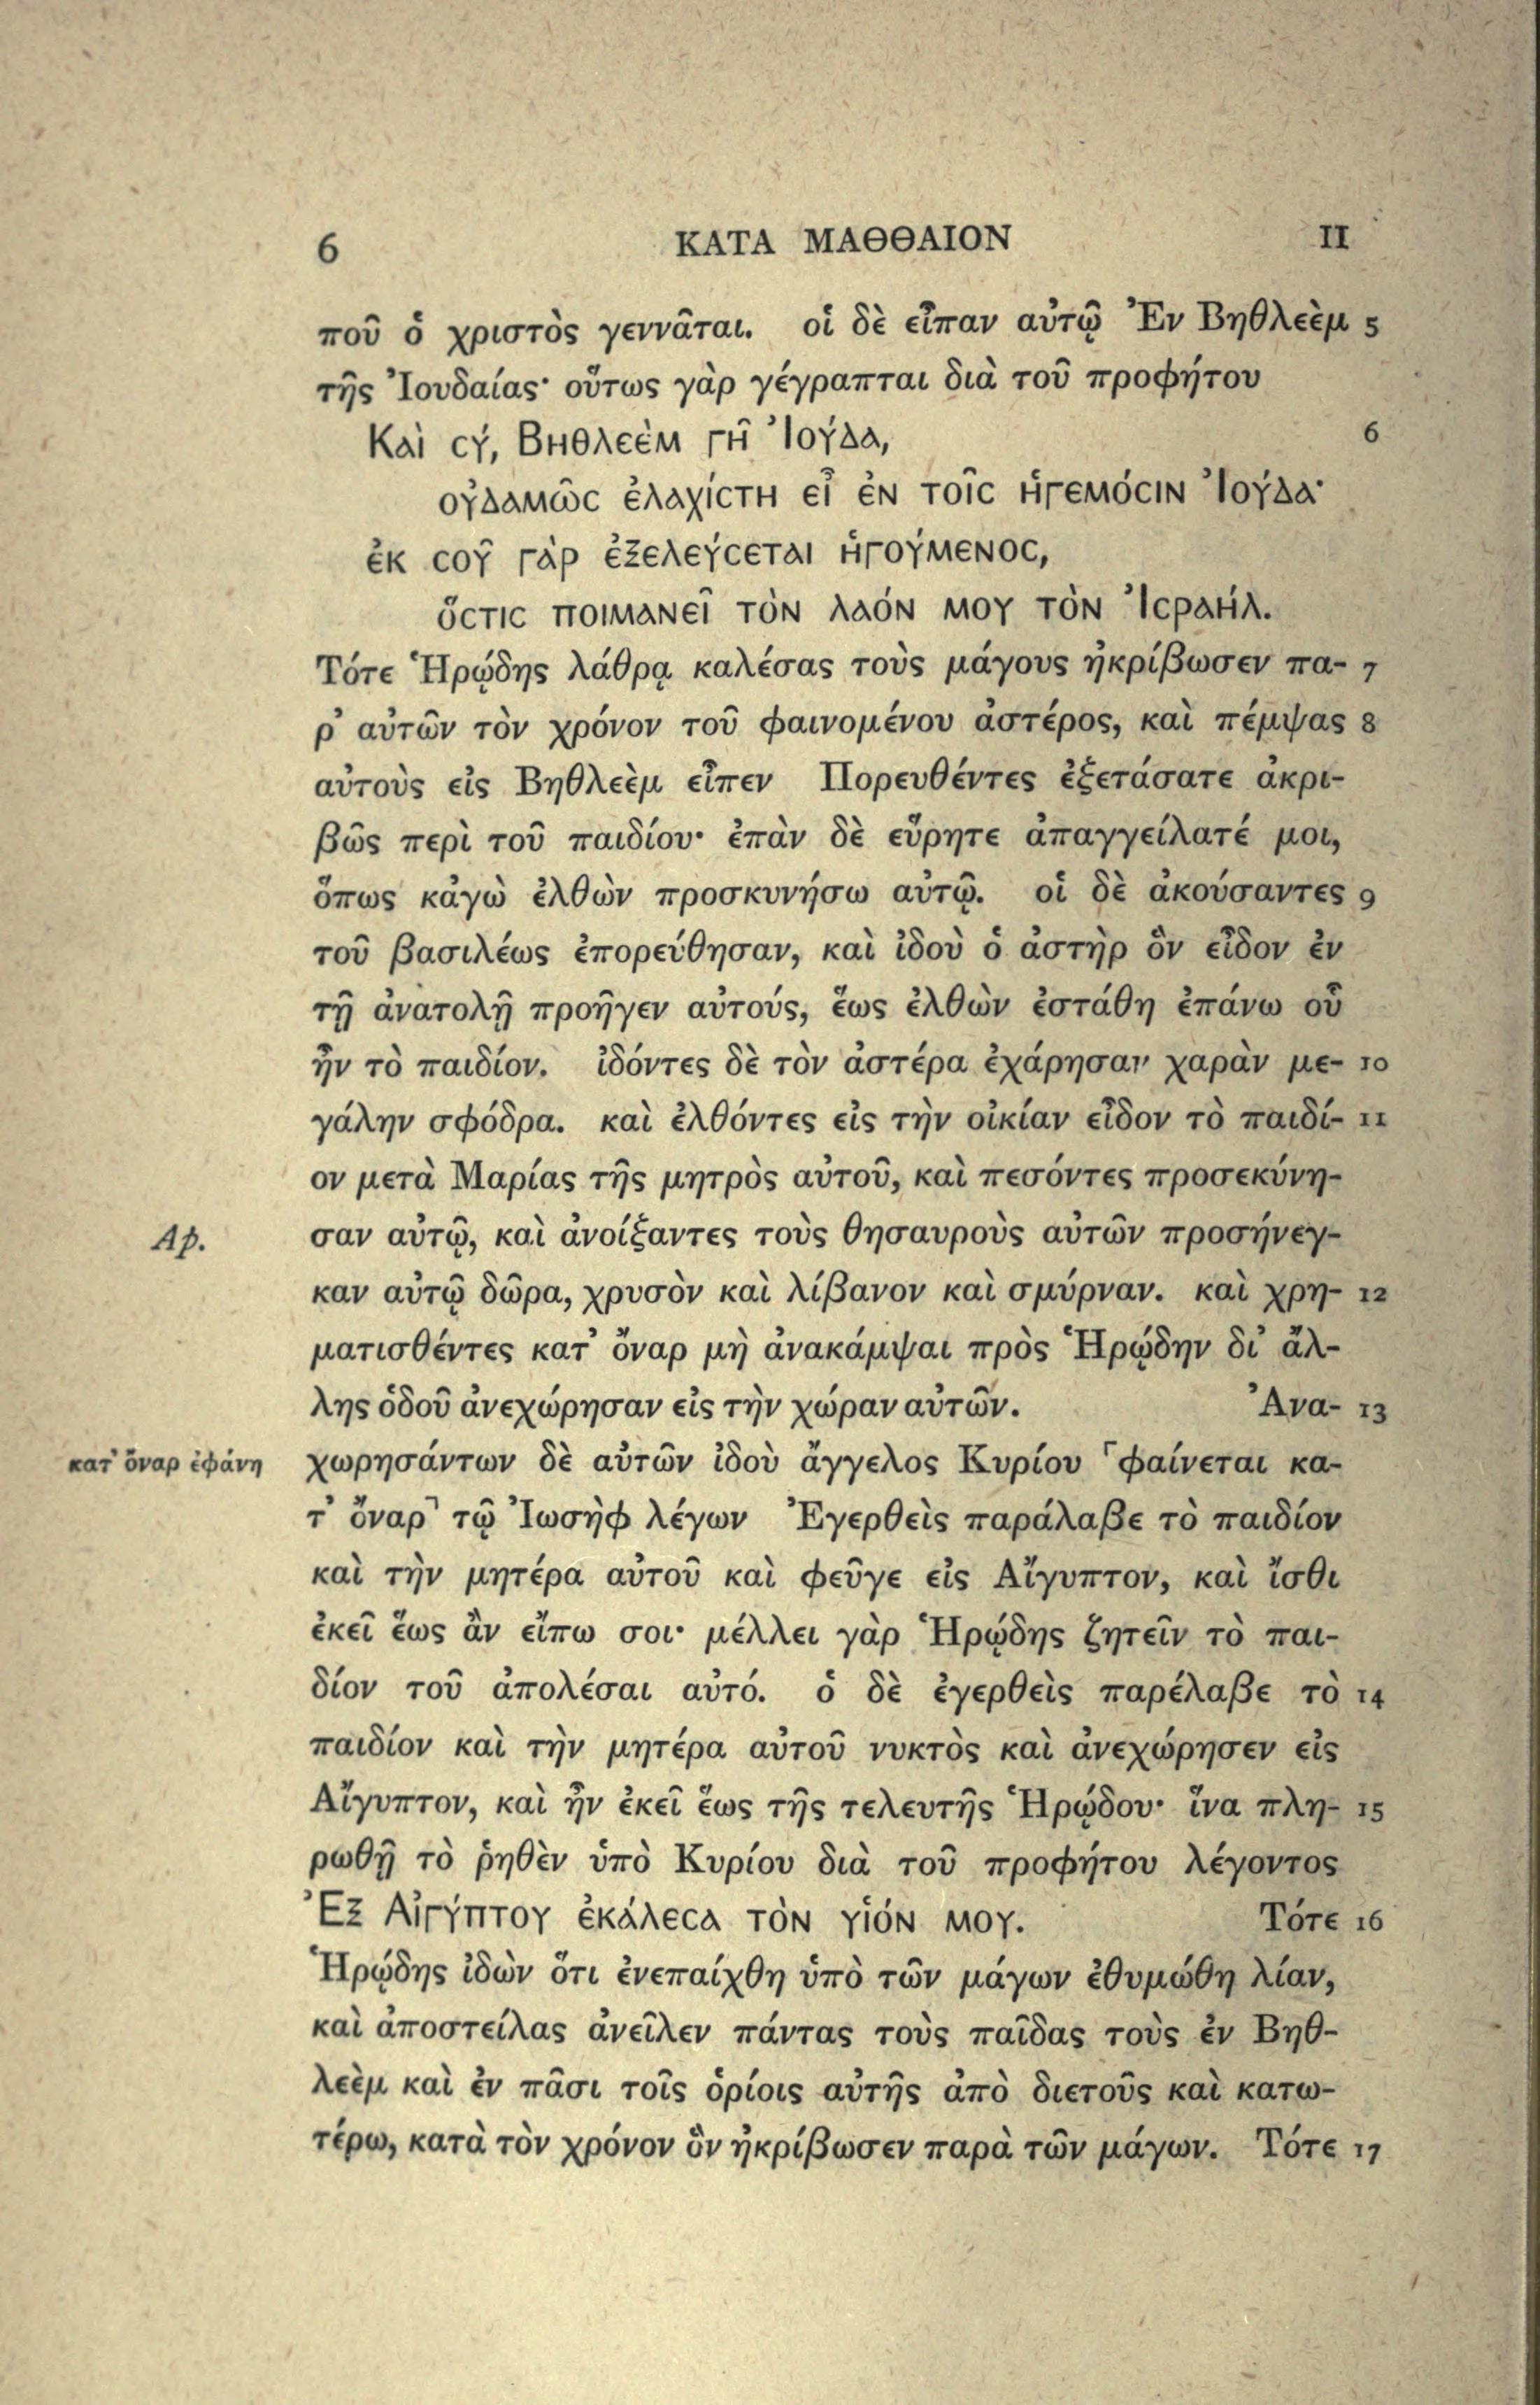 6 ΚΑΤΑ ΜΑΘΘΑΙΟΝ II
ποῦ ὁ χριστὸς γεννᾶται. οἱ δὲ εἶπαν αὐτῷ Ἐν Βηθλεὲμ 5
τῆς Ἰουδαίας· οὕτως γὰρ γέγραπται διὰ τοῦ προφήτου
Καὶ ϲύ, Βηθλεὲμ γῆ Ἰούδα, 6
οὐδαμῶϲ ἐλαχίϲτη εἶ ἐν τοῖϲ ἡγεμόϲιν Ἰούδα·
ἐκ ϲοῦ γὰρ ἐξελεύϲεται ἡγούμενοϲ,
ὅϲτιϲ ποιμανεῖ τὸν λαόν μου τὸν Ἰϲραήλ.
Τότε Ἡρῴδης λάθρᾳ καλέσας τοὺς μάγους ἠκρίβωσεν πα- 7
ρ᾽ αὐτῶν τὸν χρόνον τοῦ φαινομένου ἀστέρος, καὶ πέμψας 8
αὐτοὺς εἰς Βηθλεὲμ εἶπεν Πορευθέντες ἐξετάσατε ἀκρι-
βῶς περὶ τοῦ παιδίου· ἐπὰν δὲ εὕρητε ἀπαγγείλατέ μοι,
ὅπως κἀγὼ ἐλθὼν προσκυνήσω αὐτῷ. οἱ δὲ ἀκούσαντες 9
τοῦ βασιλέως ἐπορεύθησαν, καὶ ἰδοὺ ὁ ἀστὴρ ὃν εἶδον ἐν
τῇ ἀνατολῇ προῆγεν αὐτούς, ἕως ἐλθὼν ἐστάθη ἐπάνω οὗ
ἦν τὸ παιδίον. ἰδόντες δὲ τὸν ἀστέρα ἐχάρησαν χαρὰν με- 10
γάλην σφόδρα. καὶ ἐλθόντες εἰς τὴν οἰκίαν εἶδον τὸ παιδί- 11
ον μετὰ Μαρίας τῆς μητρὸς αὐτοῦ, καὶ πεσόντες προσεκύνη-
Ap. σαν αὐτῷ, καὶ ἀνοίξαντες τοὺς θησαυροὺς αὐτῶν προσήνεγ-
καν αὐτῷ δῶρα, χρυσὸν καὶ λίβανον καὶ σμύρναν. καὶ χρη- 12
ματισθέντες κατ᾽ ὄναρ μὴ ἀνακάμψαι πρὸς Ἡρῴδην δι᾽ ἄλ-
λης ὁδοῦ ἀνεχώρησαν εἰς τὴν χώραν αὐτῶν. Ἀνα- 13
κατ᾽ ὄναρ ἐφάνη χωρησάντων δὲ αὐτῶν ἰδοὺ ἄγγελος Κυρίου ⸀φαίνεται κα-
τ᾽ ὄναρ⸣ τῷ Ἰωσὴφ λέγων Ἐγερθεὶς παράλαβε τὸ παιδίον
καὶ τὴν μητέρα αὐτοῦ καὶ φεῦγε εἰς Αἴγυπτον, καὶ ἴσθι
ἐκεῖ ἕως ἂν εἴπω σοι· μέλλει γὰρ Ἡρῴδης ζητεῖν τὸ παι-
δίον τοῦ ἀπολέσαι αὐτό. ὁ δὲ ἐγερθεὶς παρέλαβε τὸ 14
παιδίον καὶ τὴν μητέρα αὐτοῦ νυκτὸς καὶ ἀνεχώρησεν εἰς
Αἴγυπτον, καὶ ἦν ἐκεῖ ἕως τῆς τελευτῆς Ἡρῴδου· ἵνα πλη- 15
ρωθῇ τὸ ῥηθὲν ὑπὸ Κυρίου διὰ τοῦ προφήτου λέγοντος
Ἐξ Αἰγύπτου ἐκάλεϲα τὸν υἱόν μου. Τότε 16
Ἡρῴδης ἰδὼν ὅτι ἐνεπαίχθη ὑπὸ τῶν μάγων ἐθυμώθη λίαν,
καὶ ἀποστείλας ἀνεῖλεν πάντας τοὺς παῖδας τοὺς ἐν Βηθ-
λεὲμ καὶ ἐν πᾶσι τοῖς ὁρίοις αὐτῆς ἀπὸ διετοῦς καὶ κατω-
τέρω, κατὰ τὸν χρόνον ὃν ἠκρίβωσεν παρὰ τῶν μάγων. Τότε 17